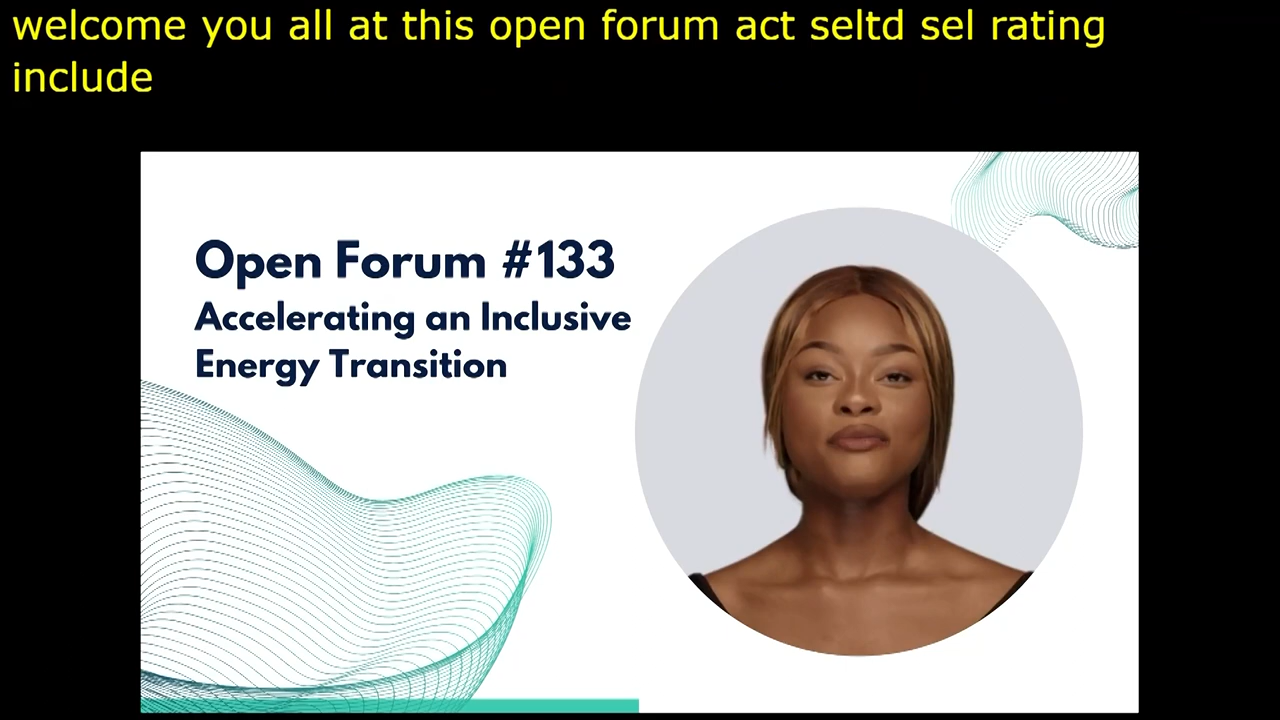 welcome you all at this open forum act seltd sel rating
include
Open Forum #133
Accelerating an Inclusive
Energy Transition